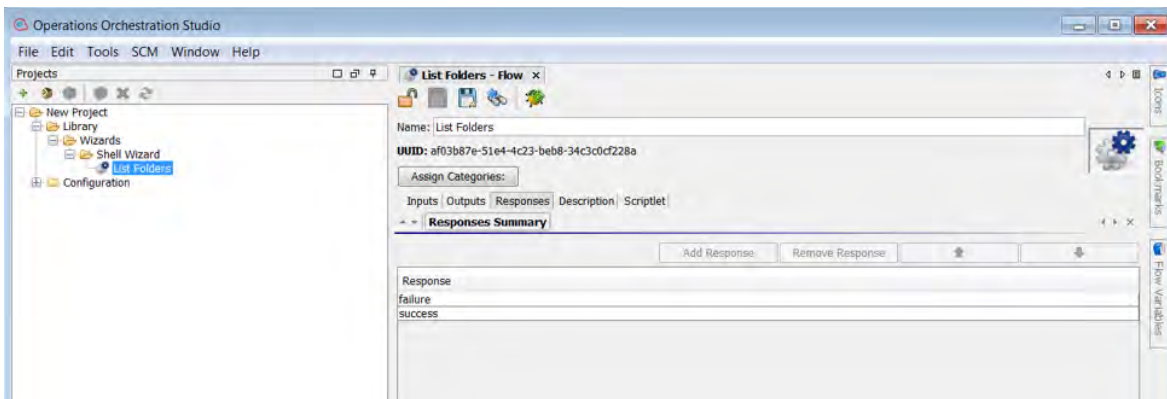 Operations Orchestration Studio
File Edit Tools SCM Window Help
Projects
New Project
Library
Wizards
Shell Wizard
List Folders
Configuration
List Folders - Flow
Name: List Folders
UUID: af03b87e-51e4-4c23-beb8-34c3c0cf228a
Assign Categories:
Inputs Outputs Responses Description Scriptlet
Responses Summary
Add Response Remove Response
Response
failure
success
Icons
Bookmarks
Flow Variables